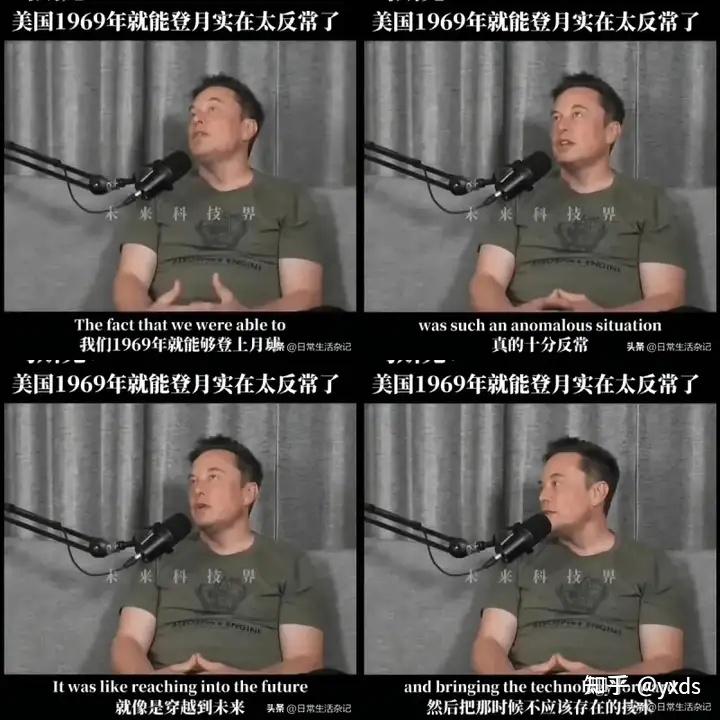 美国1969年就能登月实在太反常了
美国1969年就能登月实在太反常了
未来科技界
未来科技界
The fact that we were able to
我们1969年就能够登上月球
头条 @日常生活杂记
was such an anomalous situation
真的十分反常
头条 @日常生活杂记
美国1969年就能登月实在太反常了
美国1969年就能登月实在太反常了
未来科技界
未来科技界
It was like reaching into the future
就像是穿越到未来
头条 @日常生活杂记
and bringing the
然后把那时候不应该存在的技术
@日常生活杂记
知乎 @yxds